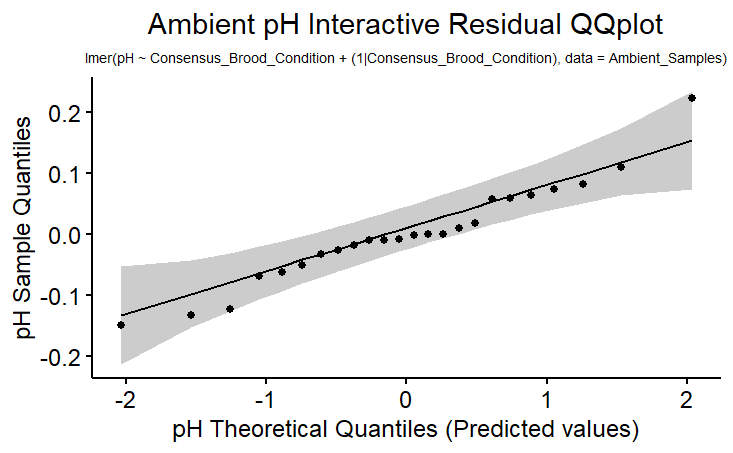 Ambient pH Interactive Residual QQplot
lmer(pH ~ Consensus_Brood_Condition + (1|Consensus_Brood_Condition), data = Ambient_Samples)
pH Sample Quantiles
0.2
0.1
0.0
-0.1
-0.2
-2 -1 0 1 2
pH Theoretical Quantiles (Predicted values)